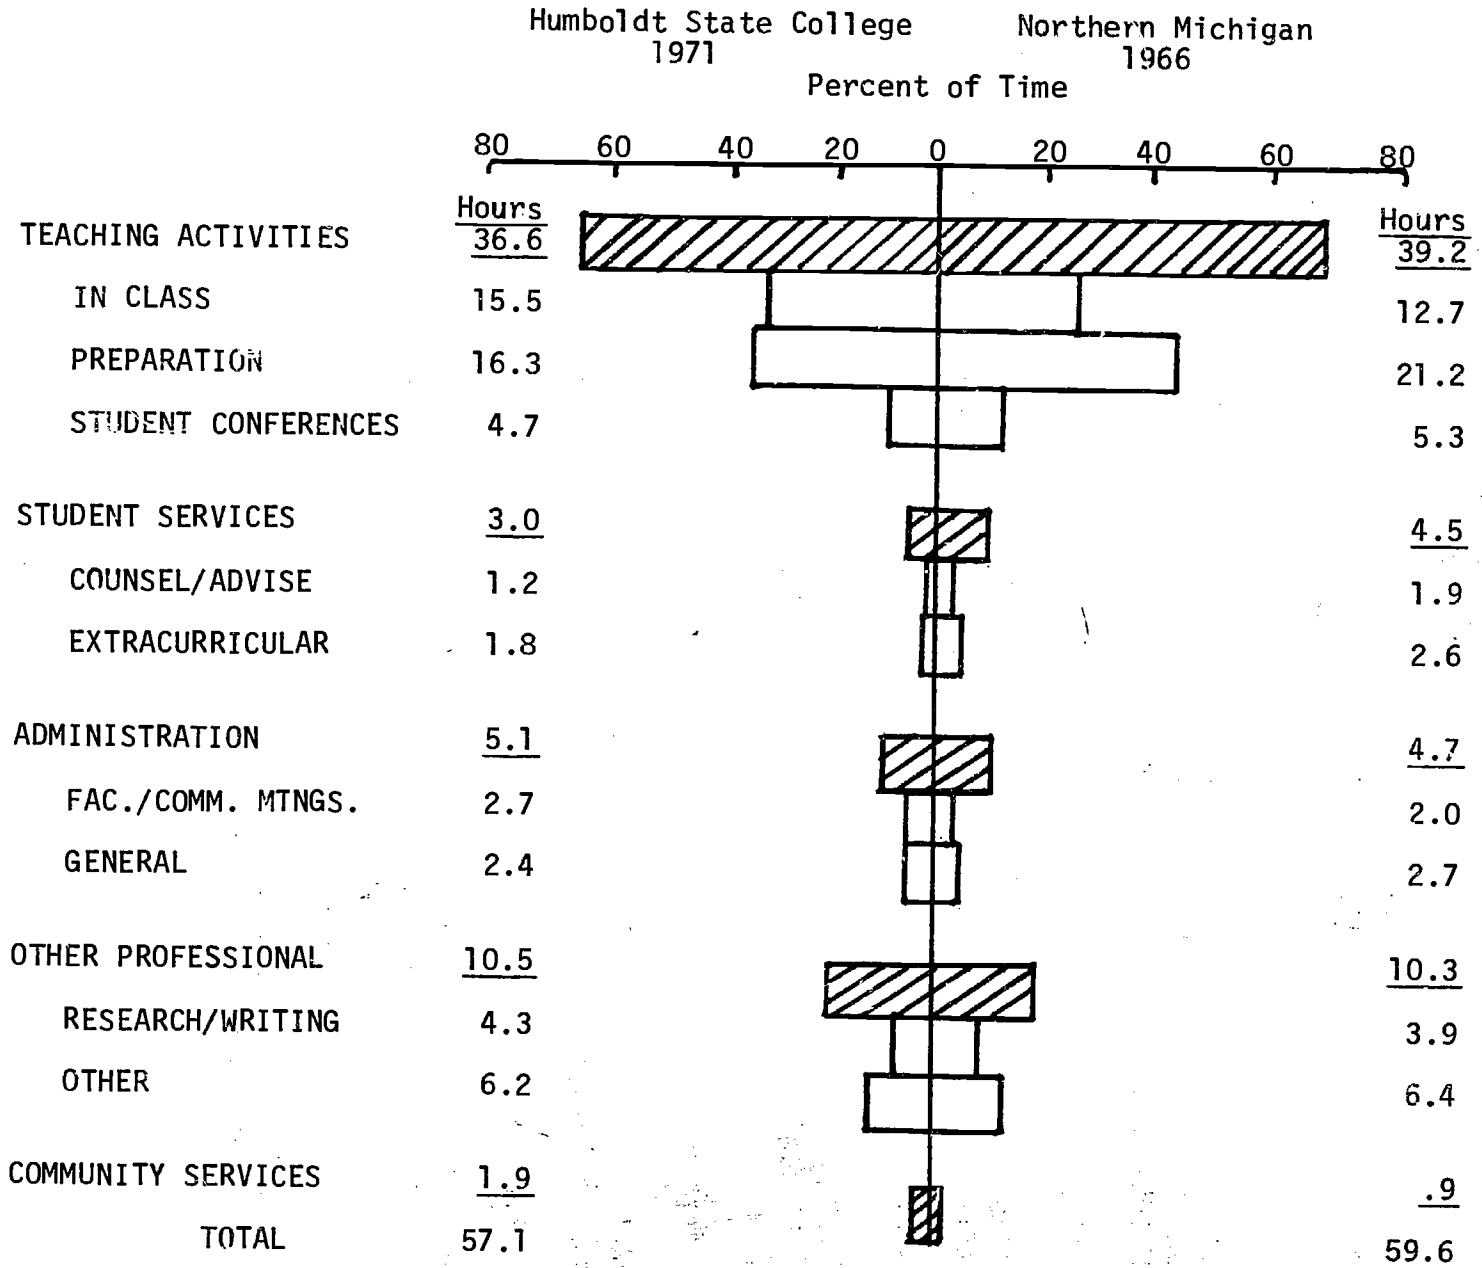 Humboldt State College Northern Michigan
1971 1966
Percent of Time
80 60 40 20 0 20 40 60 80
Hours Hours
TEACHING ACTIVITIES 36.6 39.2
IN CLASS 15.5 12.7
PREPARATION 16.3 21.2
STUDENT CONFERENCES 4.7 5.3
STUDENT SERVICES 3.0 4.5
COUNSEL/ADVISE 1.2 1.9
EXTRACURRICULAR 1.8 2.6
ADMINISTRATION 5.1 4.7
FAC./COMM. MTNGS. 2.7 2.0
GENERAL 2.4 2.7
OTHER PROFESSIONAL 10.5 10.3
RESEARCH/WRITING 4.3 3.9
OTHER 6.2 6.4
COMMUNITY SERVICES 1.9 .9
TOTAL 57.1 59.6